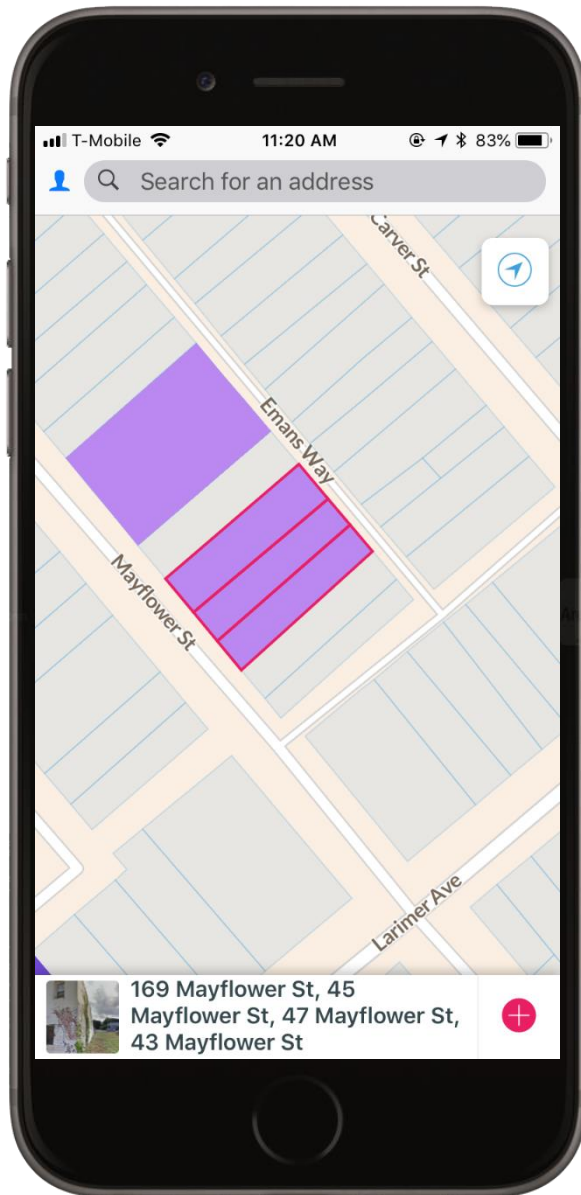 T-Mobile 11:20 AM 83%
Search for an address
Carver St
Emans Way
Mayflower St
Larimer Ave
169 Mayflower St, 45
Mayflower St, 47 Mayflower St,
43 Mayflower St